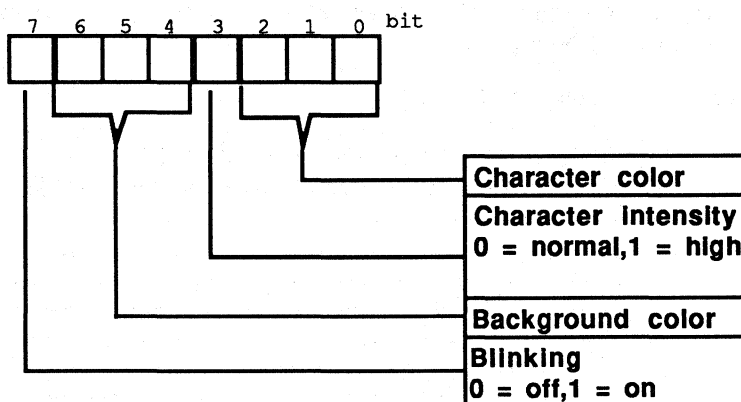 7 6 5 4 3 2 1 0 bit
Character color
Character intensity
0 = normal,1 = high
Background color
Blinking
0 = off,1 = on